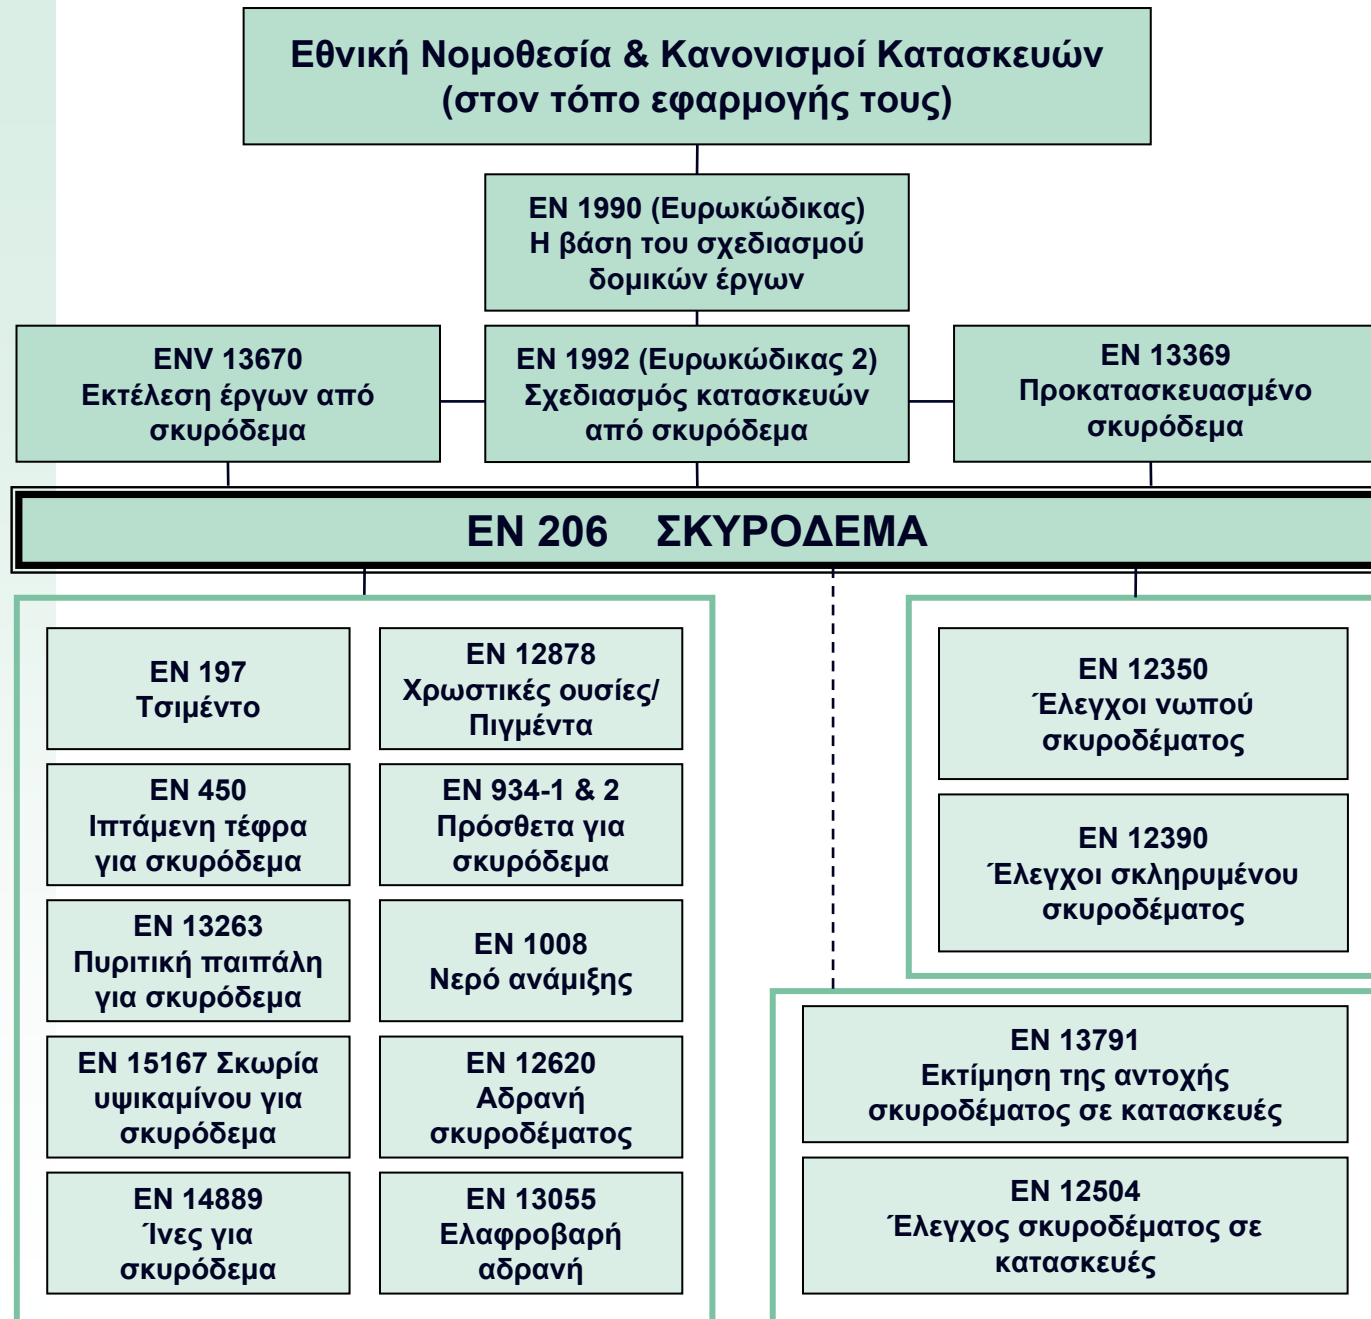 Εθνική Νομοθεσία & Κανονισμοί Κατασκευών
(στον τόπο εφαρμογής τους)
EN 1990 (Ευρωκώδικας)
Η βάση του σχεδιασμού
δομικών έργων
ENV 13670
Εκτέλεση έργων από
σκυρόδεμα
EN 1992 (Ευρωκώδικας 2)
Σχεδιασμός κατασκευών
από σκυρόδεμα
EN 13369
Προκατασκευασμένο
σκυρόδεμα
EN 206 ΣΚΥΡΟΔΕΜΑ
EN 197
Τσιμέντο
EN 12878
Χρωστικές ουσίες/
Πιγμέντα
EN 450
Ιπτάμενη τέφρα
για σκυρόδεμα
EN 934-1 & 2
Πρόσθετα για
σκυρόδεμα
EN 13263
Πυριτική παιπάλη
για σκυρόδεμα
EN 1008
Νερό ανάμιξης
EN 15167 Σκωρία
υψικαμίνου για
σκυρόδεμα
EN 12620
Αδρανή
σκυροδέματος
EN 14889
Ίνες για
σκυρόδεμα
EN 13055
Ελαφροβαρή
αδρανή
EN 12350
Έλεγχοι νωπού
σκυροδέματος
EN 12390
Έλεγχοι σκληρυμένου
σκυροδέματος
EN 13791
Εκτίμηση της αντοχής
σκυροδέματος σε κατασκευές
EN 12504
Έλεγχος σκυροδέματος σε
κατασκευές